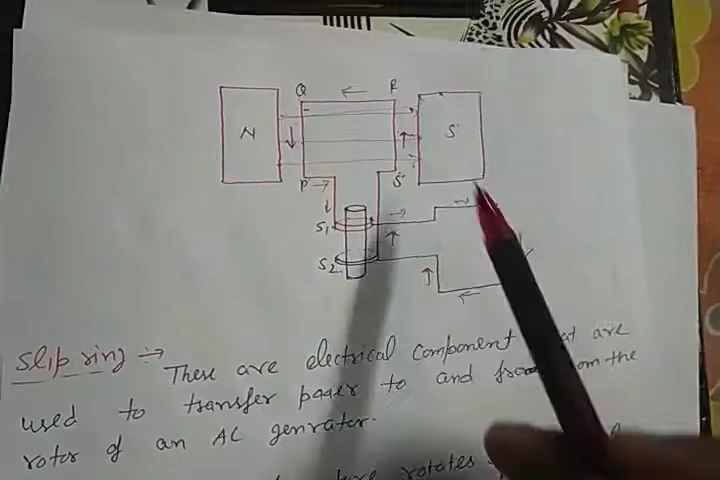 Q R
N S
P S
S1
S2
Slip ring :→ These are electrical component that are
used to transfer power to and from the
rotor of an AC genrator.
rotates